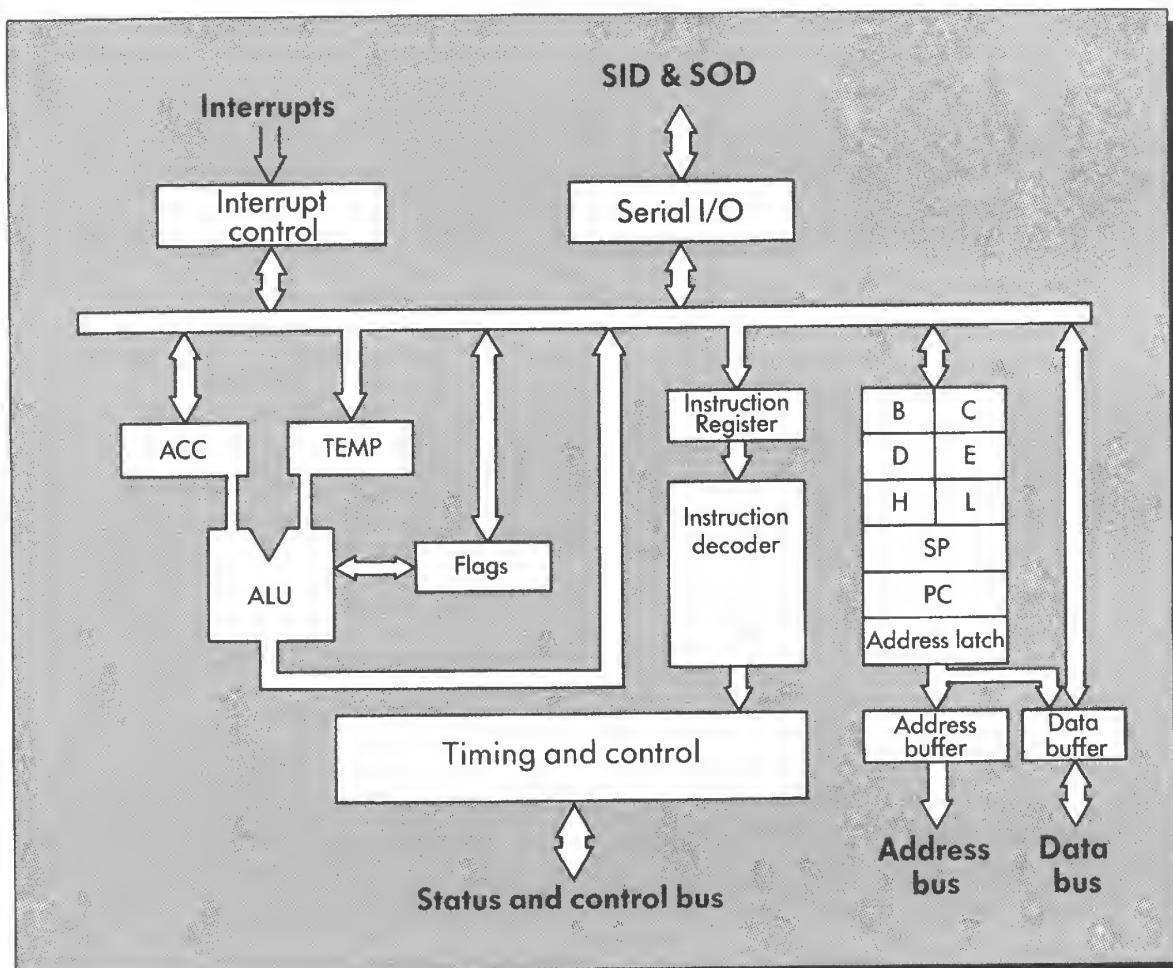 SID & SOD
Interrupts
Interrupt
control
Serial I/O
ACC
TEMP
Instruction
Register
B C
D E
H L
SP
PC
Address latch
Instruction
decoder
Flags
ALU
Timing and control
Address
buffer
Data
buffer
Status and control bus
Address
bus
Data
bus